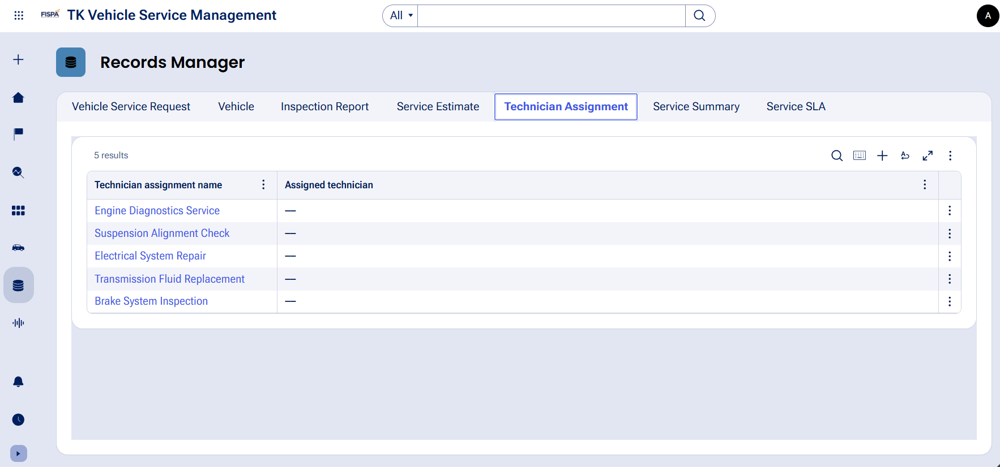 FISPA TK Vehicle Service Management All A
Records Manager
Vehicle Service Request Vehicle Inspection Report Service Estimate Technician Assignment Service Summary Service SLA
5 results
Technician assignment name Assigned technician
Engine Diagnostics Service —
Suspension Alignment Check —
Electrical System Repair —
Transmission Fluid Replacement —
Brake System Inspection —